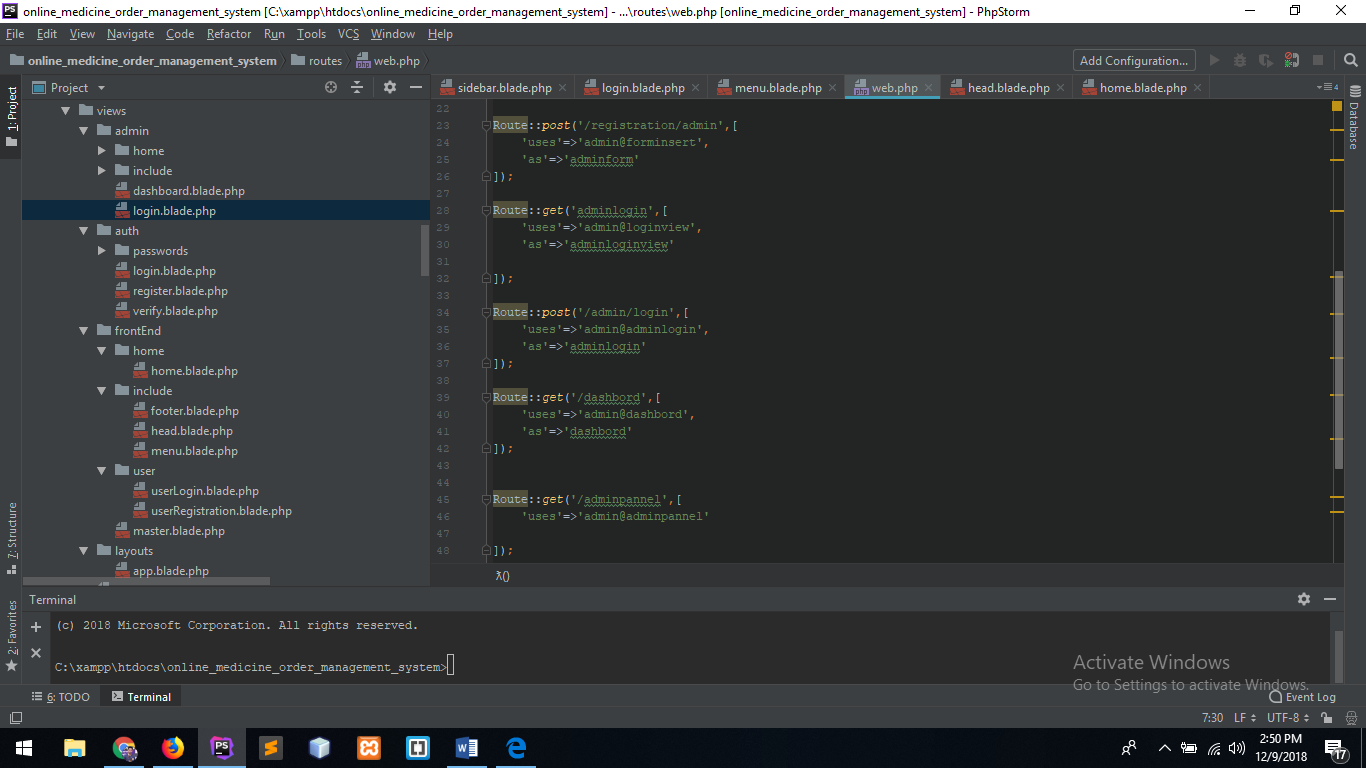 online_medicine_order_management_system [C:\xampp\htdocs\online_medicine_order_management_system] - ...\routes\web.php [online_medicine_order_management_system] - PhpStorm
File Edit View Navigate Code Refactor Run Tools VCS Window Help
online_medicine_order_management_system routes web.php
Add Configuration...
1: Project
Project
sidebar.blade.php login.blade.php menu.blade.php web.php head.blade.php home.blade.php
4
Database
views
admin
home
include
dashboard.blade.php
login.blade.php
auth
passwords
login.blade.php
register.blade.php
verify.blade.php
frontEnd
home
home.blade.php
include
footer.blade.php
head.blade.php
menu.blade.php
user
userLogin.blade.php
userRegistration.blade.php
master.blade.php
layouts
app.blade.php
22
23 Route::post('/registration/admin',[
24 'uses'=>'admin@forminsert',
25 'as'=>'adminform'
26 ]);
27
28 Route::get('adminlogin',[
29 'uses'=>'admin@loginview',
30 'as'=>'adminloginview'
31
32 ]);
33
34 Route::post('/admin/login',[
35 'uses'=>'admin@adminlogin',
36 'as'=>'adminlogin'
37 ]);
38
39 Route::get('/dashbord',[
40 'uses'=>'admin@dashbord',
41 'as'=>'dashbord'
42 ]);
43
44
45 Route::get('/adminpannel',[
46 'uses'=>'admin@adminpannel'
47
48 ]);
λ()
7: Structure
2: Favorites
Terminal
(c) 2018 Microsoft Corporation. All rights reserved.
C:\xampp\htdocs\online_medicine_order_management_system>
Activate Windows
Go to Settings to activate Windows.
6: TODO Terminal
Event Log
7:30 LF UTF-8
2:50 PM
12/9/2018
17